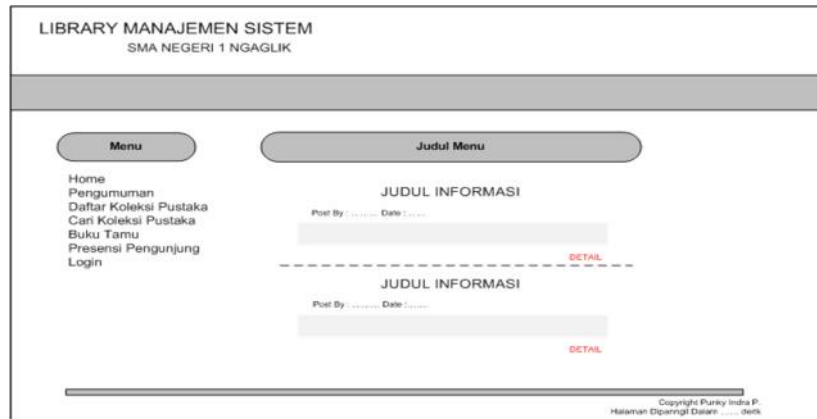 LIBRARY MANAJEMEN SISTEM
SMA NEGERI 1 NGAGLIK
Menu
Home
Pengumuman
Daftar Koleksi Pustaka
Cari Koleksi Pustaka
Buku Tamu
Presensi Pengunjung
Login
Judul Menu
JUDUL INFORMASI
Post By : ......... Date : ......
DETAIL
JUDUL INFORMASI
Post By : ......... Date : ......
DETAIL
Copyright Punky Indra P.
Halaman Dipanngil Dalam ...... detik